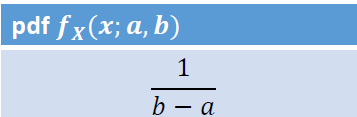 pdf f_X(x; a, b)
1
b − a